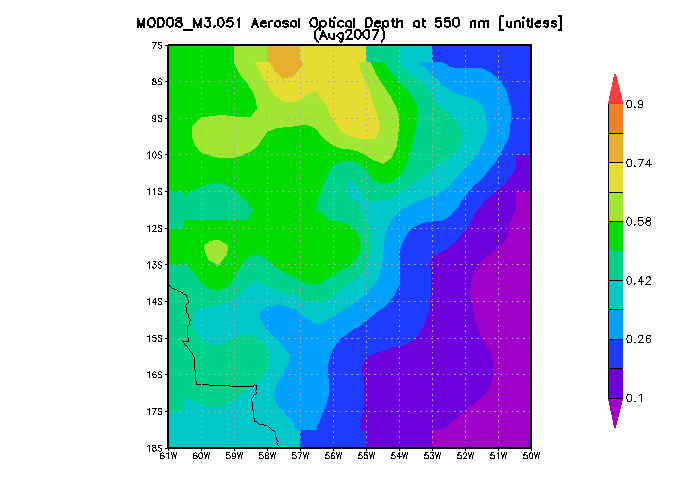 MOD08_M3.051 Aerosol Optical Depth at 550 nm [unitless]
(Aug2007)
7S
8S
9S
10S
11S
12S
13S
14S
15S
16S
17S
18S
61W 60W 59W 58W 57W 56W 55W 54W 53W 52W 51W 50W
0.9
0.74
0.58
0.42
0.26
0.1